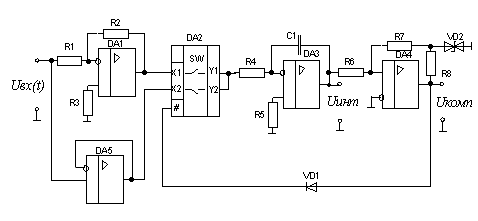 R2
DA2
C1
R7
VD2
R1
DA1
SW
R4
DA3
R6
DA4
Uвх(t)
X1
Y1
R8
R3
X2
Y2
#
R5
Uинт
Uкомп
DA5
VD1